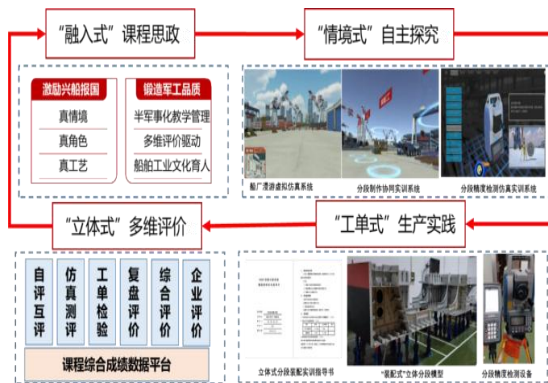 “融入式”课程思政
“情境式”自主探究
激励兴船报国
真情境
真角色
真工艺
锻造军工品质
半军事化教学管理
多维评价驱动
船舶工业文化育人
船厂漫游虚拟仿真系统
分段制作协同实训系统
分段精度检测仿真实训系统
“立体式”多维评价
“工单式”生产实践
自评互评
仿真测评
工单检验
复盘评价
综合评价
企业评价
课程综合成绩数据平台
立体式分段装配实训指导书
“装配式”立体分段模型
分段精度检测设备